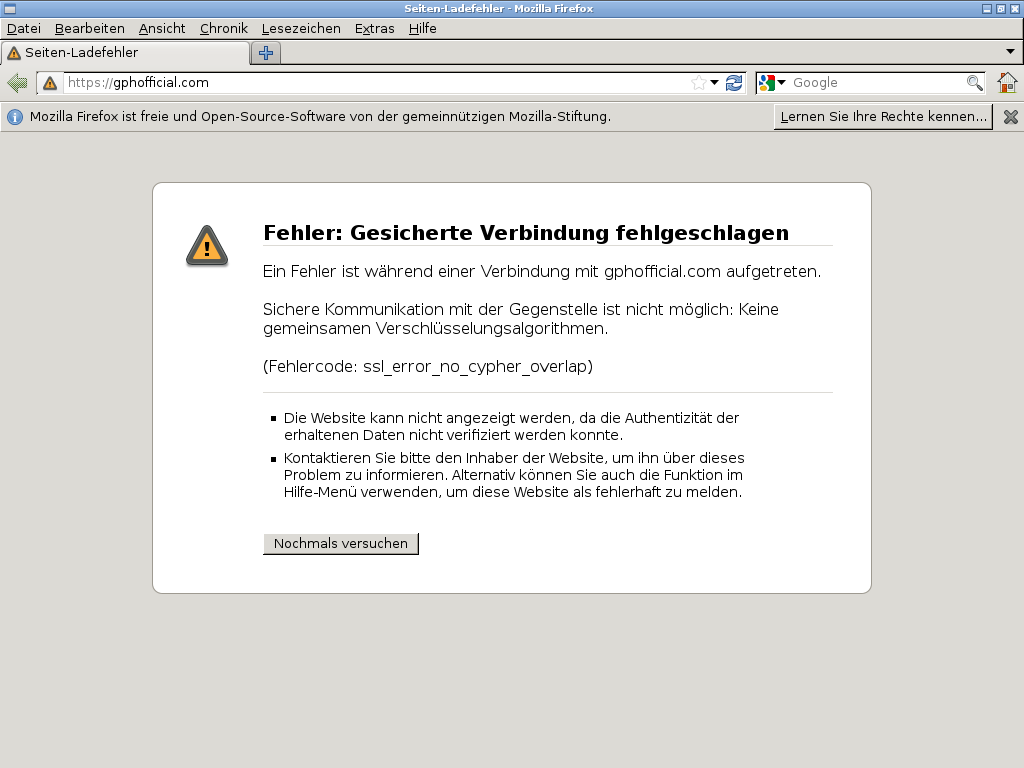 Seiten-Ladefehler - Mozilla Firefox
Datei Bearbeiten Ansicht Chronik Lesezeichen Extras Hilfe
Seiten-Ladefehler
https://gphofficial.com
Google
Mozilla Firefox ist freie und Open-Source-Software von der gemeinnützigen Mozilla-Stiftung.
Lernen Sie Ihre Rechte kennen...
Fehler: Gesicherte Verbindung fehlgeschlagen
Ein Fehler ist während einer Verbindung mit gphofficial.com aufgetreten.
Sichere Kommunikation mit der Gegenstelle ist nicht möglich: Keine
gemeinsamen Verschlüsselungsalgorithmen.
(Fehlercode: ssl_error_no_cypher_overlap)
Die Website kann nicht angezeigt werden, da die Authentizität der
erhaltenen Daten nicht verifiziert werden konnte.
Kontaktieren Sie bitte den Inhaber der Website, um ihn über dieses
Problem zu informieren. Alternativ können Sie auch die Funktion im
Hilfe-Menü verwenden, um diese Website als fehlerhaft zu melden.
Nochmals versuchen